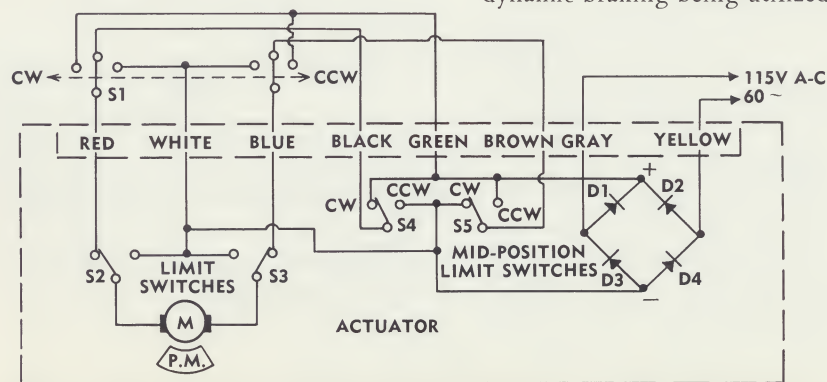 dynamic braking being utilized
CW CCW
S1
115V A-C
60 ~
RED WHITE BLUE BLACK GREEN BROWN GRAY YELLOW
+
D1 D2
CW CCW CW CCW
S4 S5
MID-POSITION
LIMIT SWITCHES
D3 D4
−
LIMIT
SWITCHES
S2 S3
M
P.M.
ACTUATOR